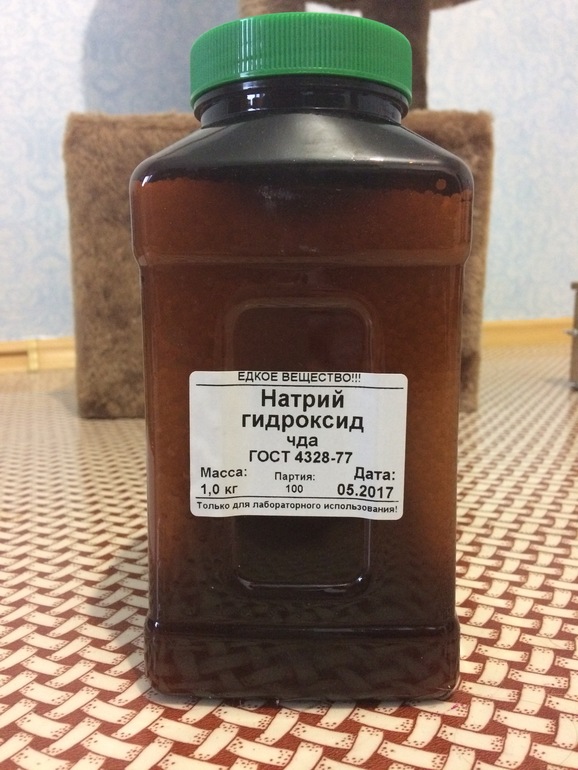 ЕДКОЕ ВЕЩЕСТВО!!!
Натрий
гидроксид
чда
ГОСТ 4328-77
Масса: Партия: Дата:
1,0 кг 100 05.2017
Только для лабораторного использования!